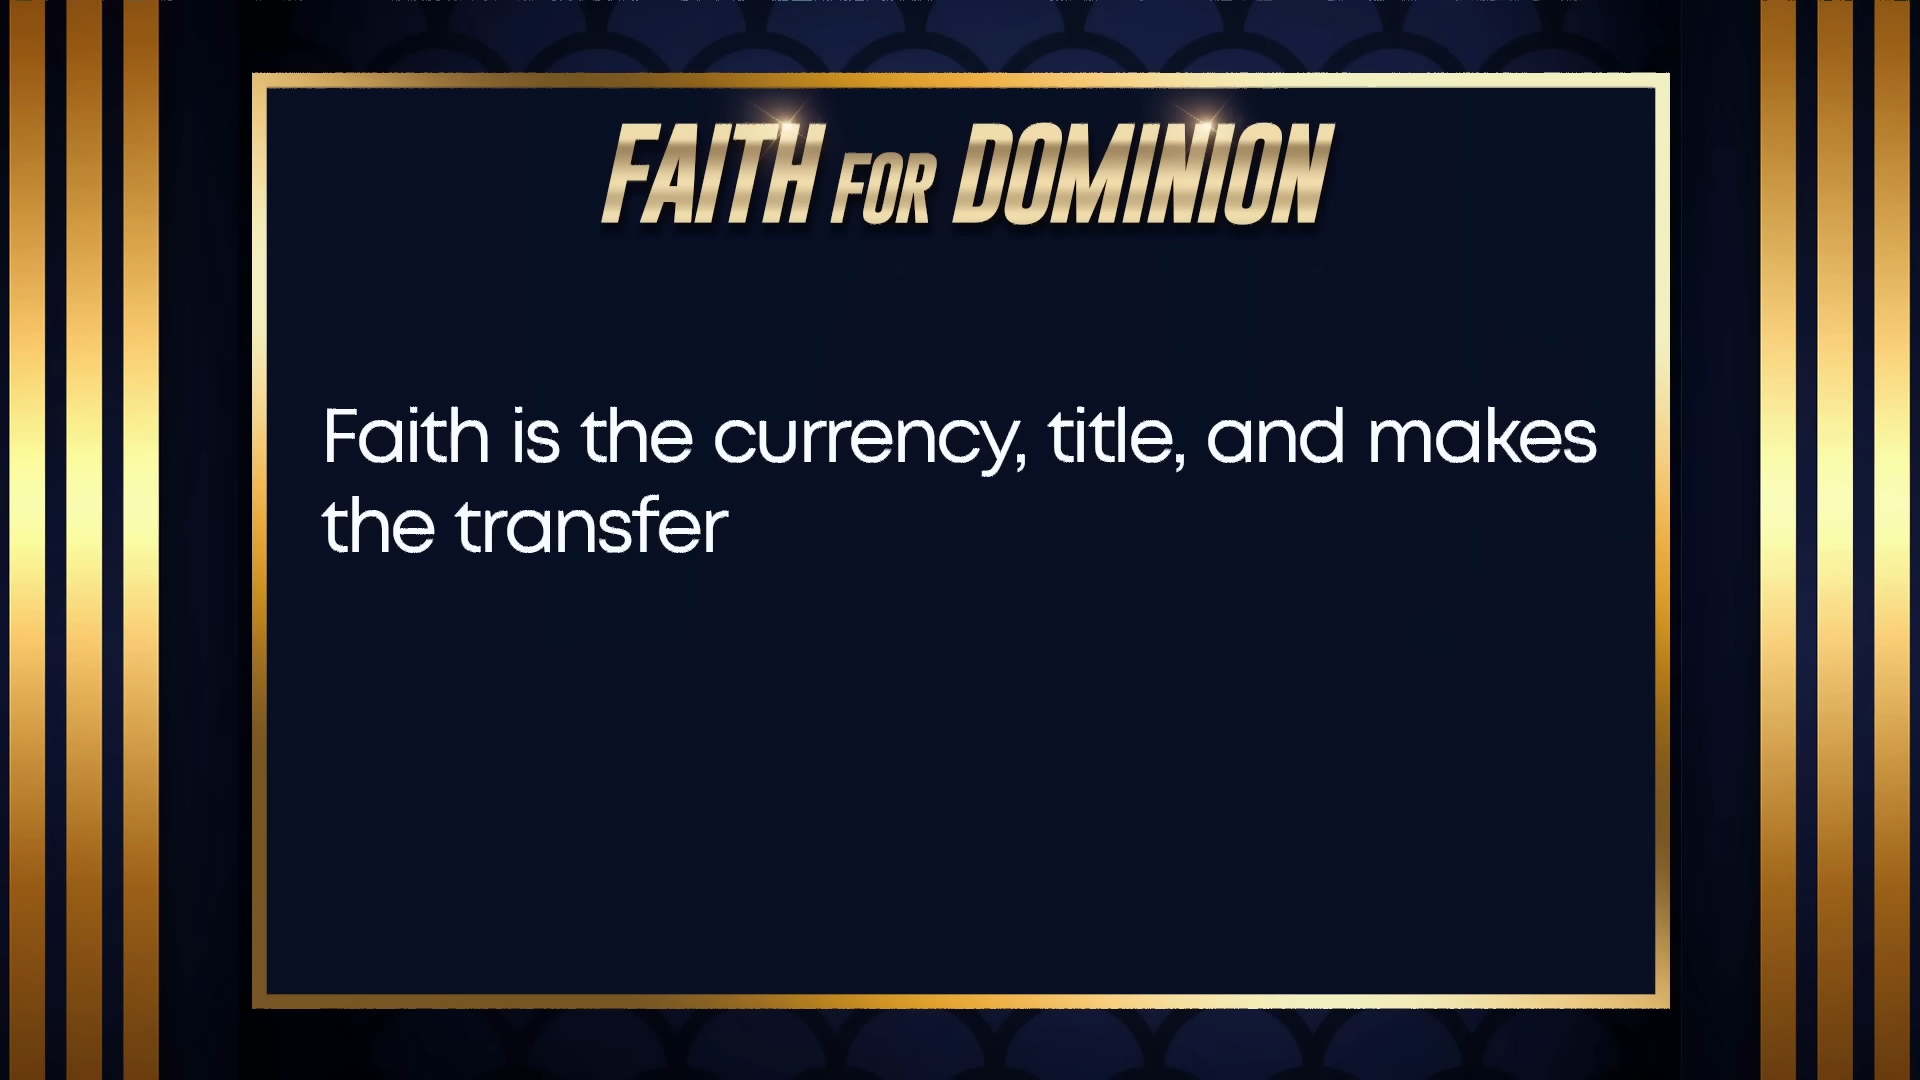 FAITH FOR DOMINION
Faith is the currency, title, and makes
the transfer